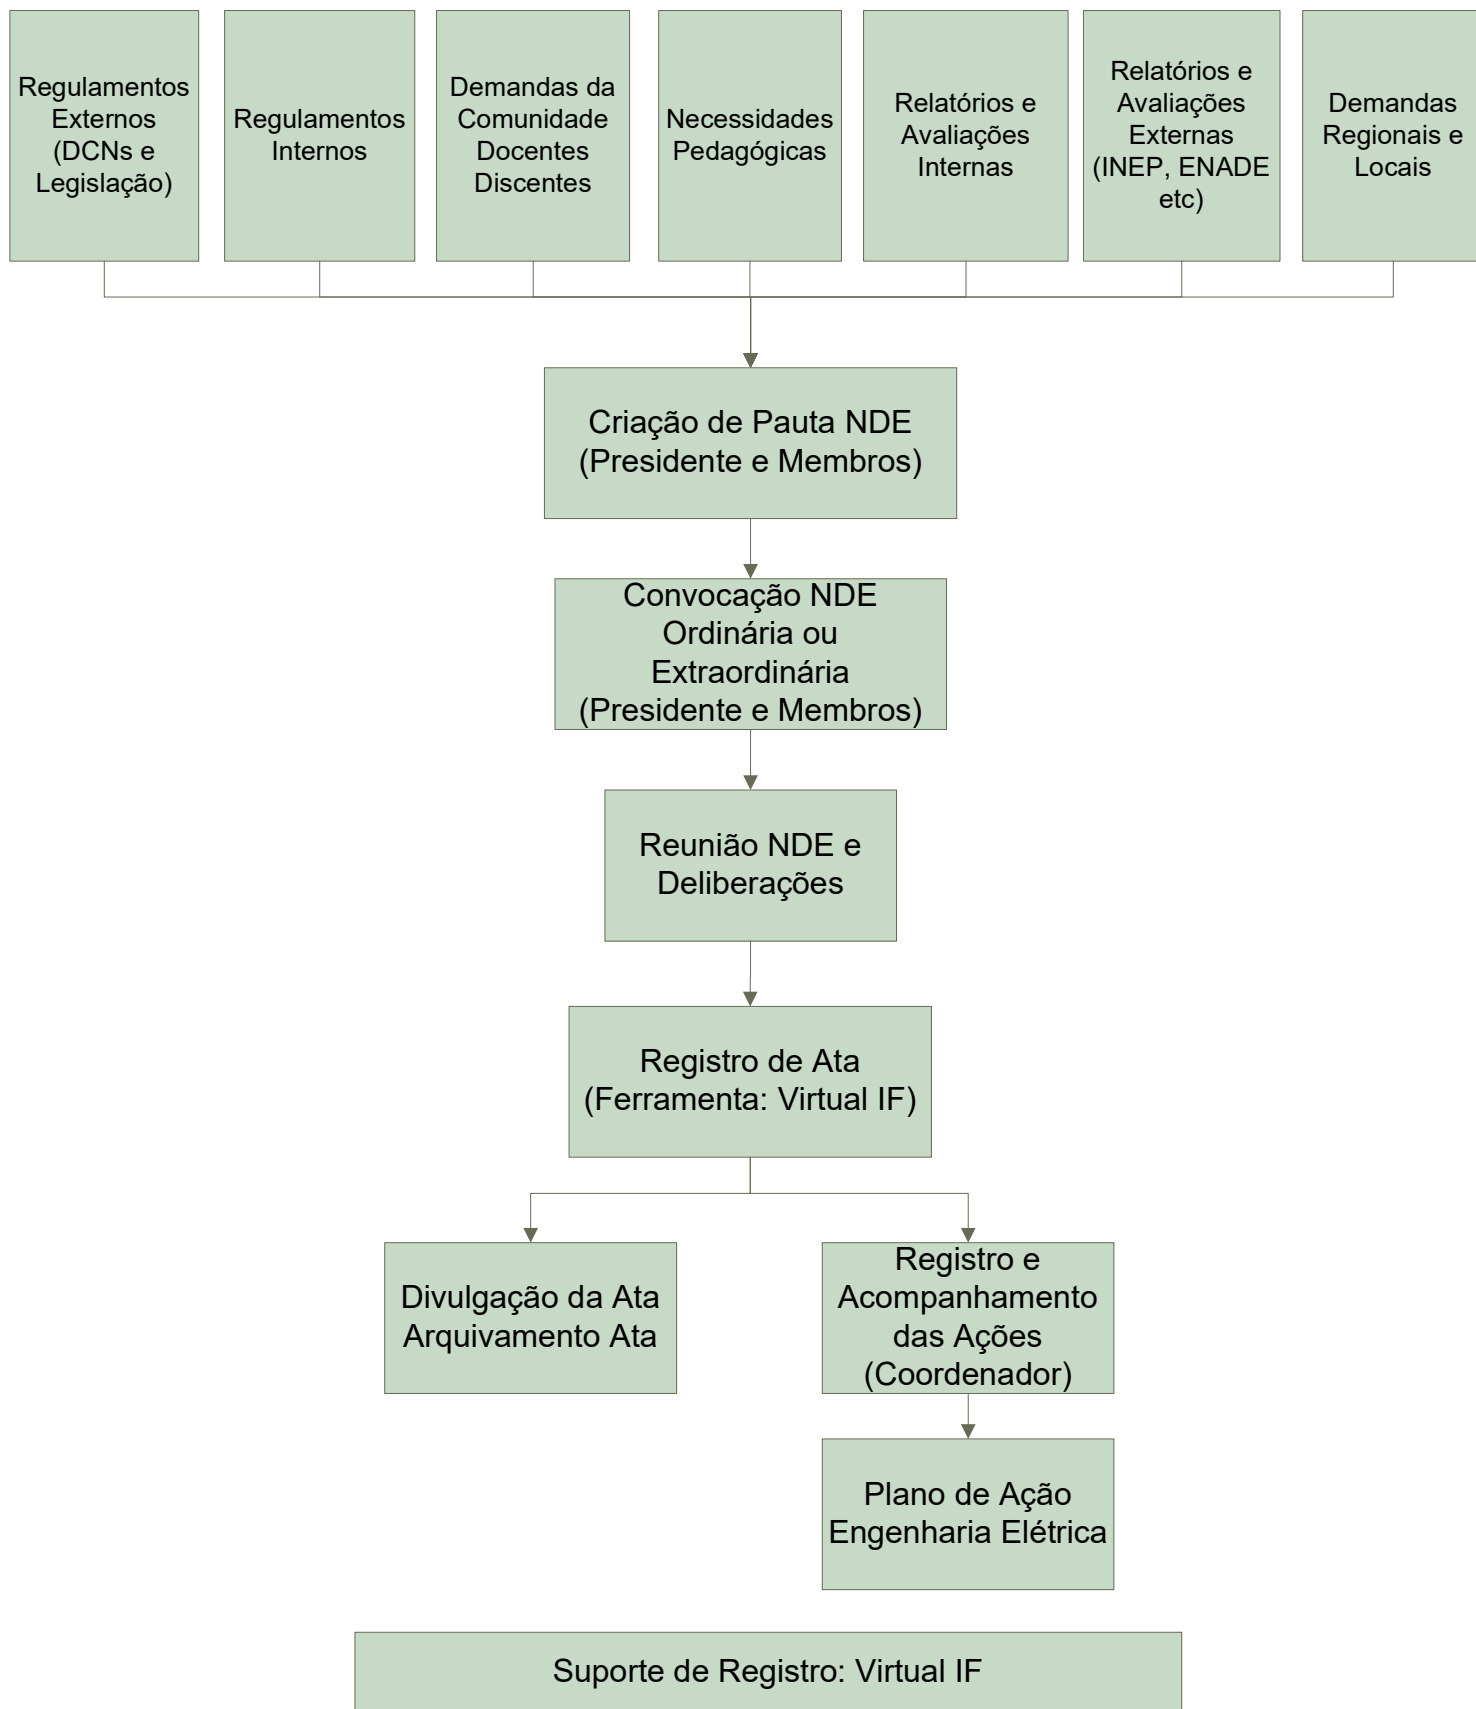 Regulamentos
Externos
(DCNs e
Legislação)
Regulamentos
Internos
Demandas da
Comunidade
Docentes
Discentes
Necessidades
Pedagógicas
Relatórios e
Avaliações
Internas
Relatórios e
Avaliações
Externas
(INEP, ENADE
etc)
Demandas
Regionais e
Locais
Criação de Pauta NDE
(Presidente e Membros)
Convocação NDE
Ordinária ou
Extraordinária
(Presidente e Membros)
Reunião NDE e
Deliberações
Registro de Ata
(Ferramenta: Virtual IF)
Divulgação da Ata
Arquivamento Ata
Registro e
Acompanhamento
das Ações
(Coordenador)
Plano de Ação
Engenharia Elétrica
Suporte de Registro: Virtual IF